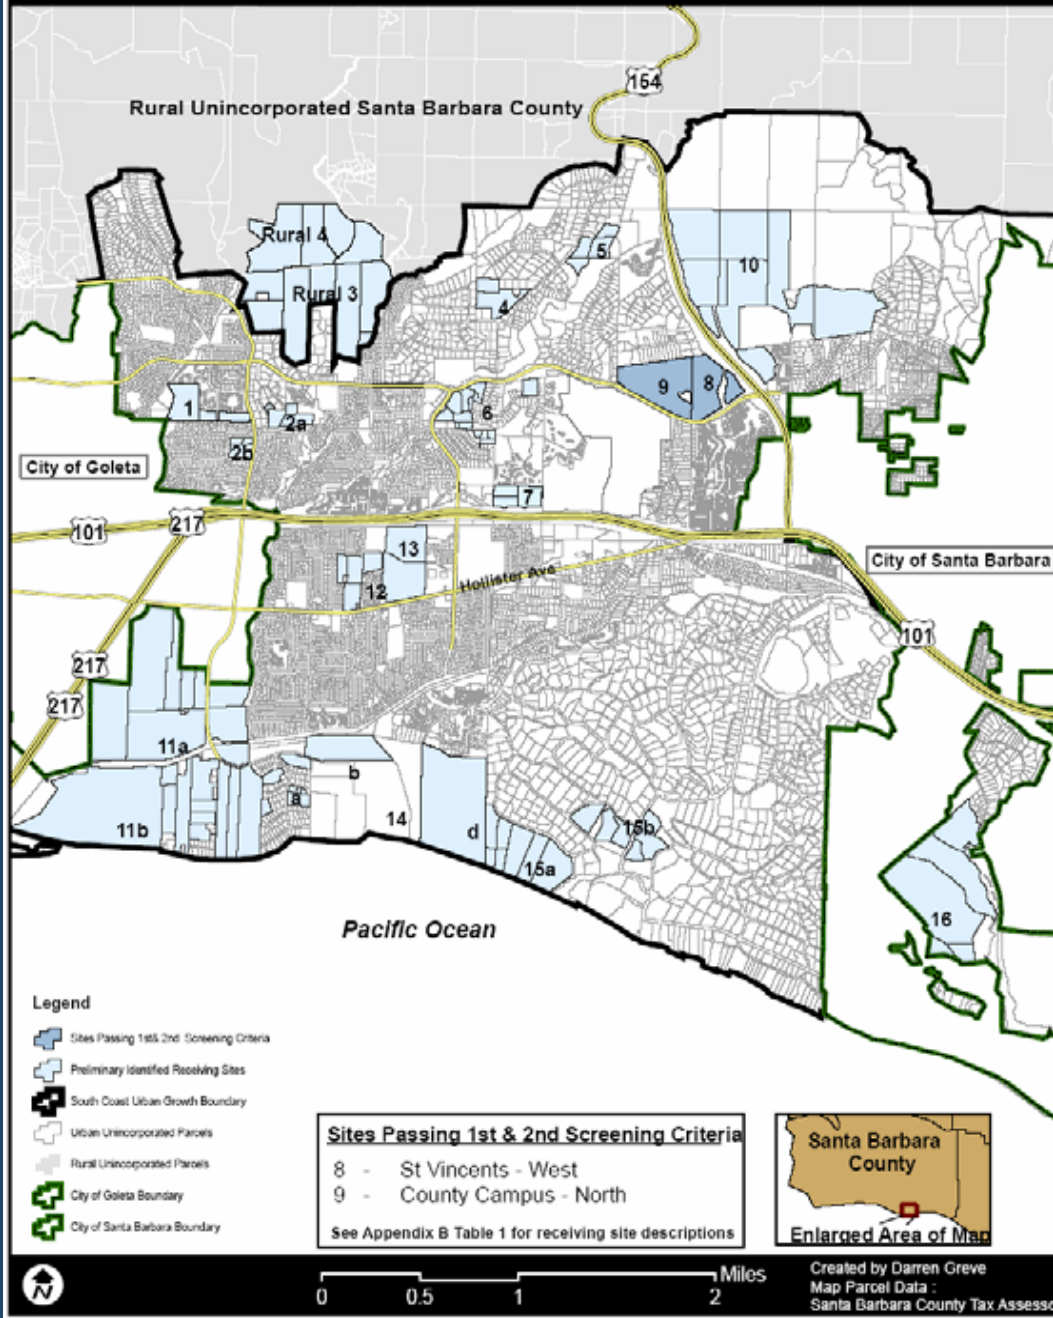 154
Rural Unincorporated Santa Barbara County
Rural 4
5
10
Rural 3
4
9
8
1
6
2a
2b
City of Goleta
7
217
101
13
City of Santa Barbara
Hollister Ave
12
101
217
217
11a
b
a
14
11b
d
15b
15a
16
Pacific Ocean
Legend
Sites Passing 1st& 2nd Screening Criteria
Preliminary Identified Receiving Sites
South Coast Urban Growth Boundary
Urban Unincorporated Parcels
Rural Unincorporated Parcels
City of Goleta Boundary
City of Santa Barbara Boundary
Sites Passing 1st & 2nd Screening Criteria
8 - St Vincents - West
9 - County Campus - North
See Appendix B Table 1 for receiving site descriptions
Santa Barbara
County
Enlarged Area of Map
N
0 0.5 1 2 Miles
Created by Darren Greve
Map Parcel Data :
Santa Barbara County Tax Assesso